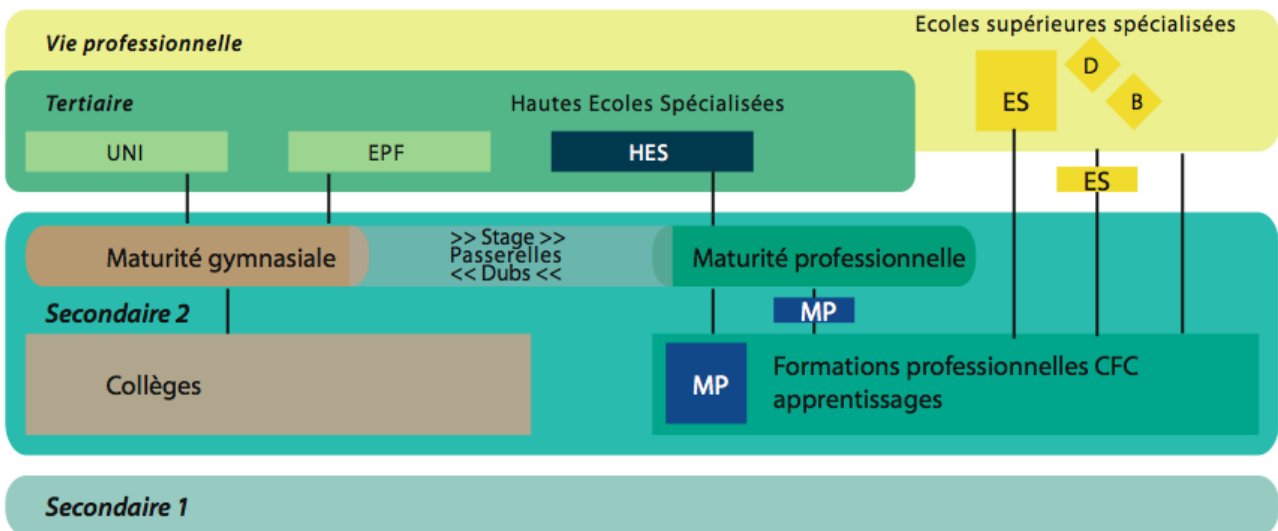 Ecoles supérieures spécialisées
Vie professionnelle
D
ES
B
Tertiaire
Hautes Ecoles Spécialisées
UNI
EPF
HES
ES
Maturité gymnasiale
>> Stage >>
Passerelles
<< Dubs <<
Maturité professionnelle
Secondaire 2
MP
Collèges
MP
Formations professionnelles CFC
apprentissages
Secondaire 1